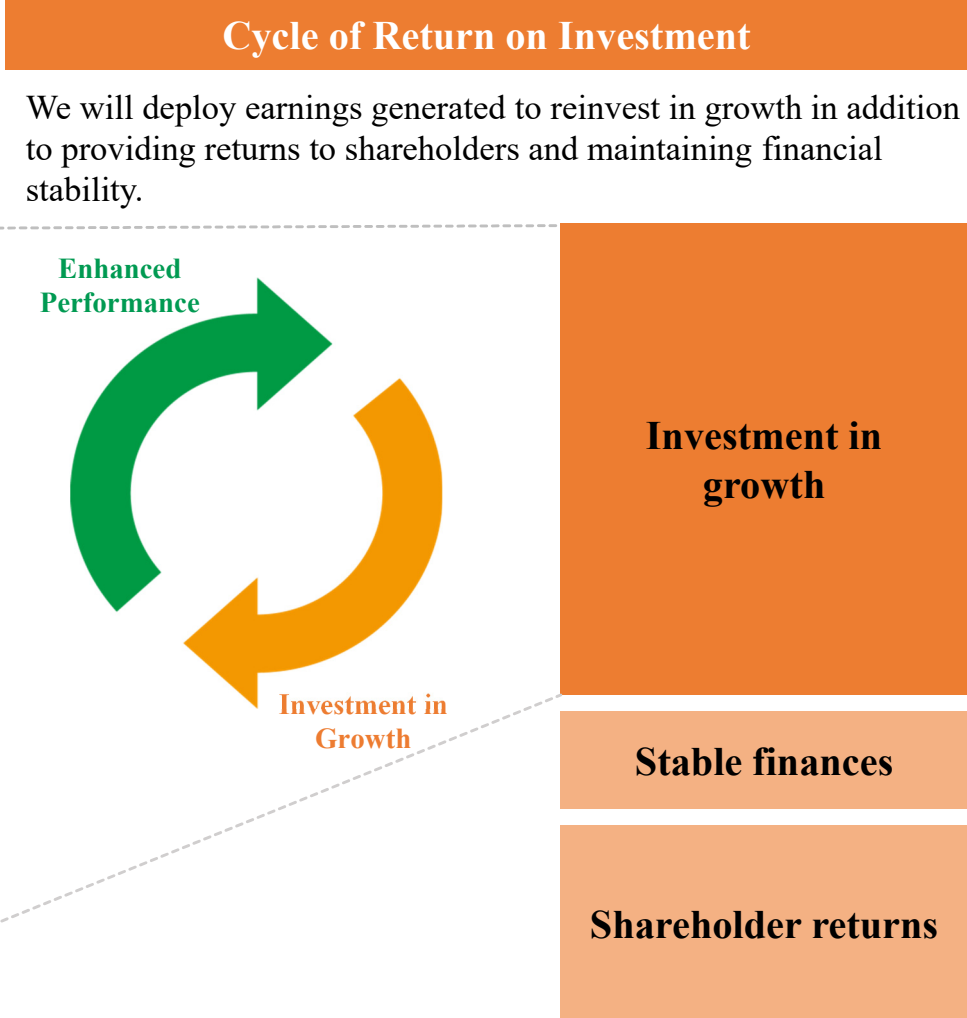 Cycle of Return on Investment
We will deploy earnings generated to reinvest in growth in addition
to providing returns to shareholders and maintaining financial
stability.
Enhanced
Performance
Investment in
Growth
Investment in
growth
Stable finances
Shareholder returns